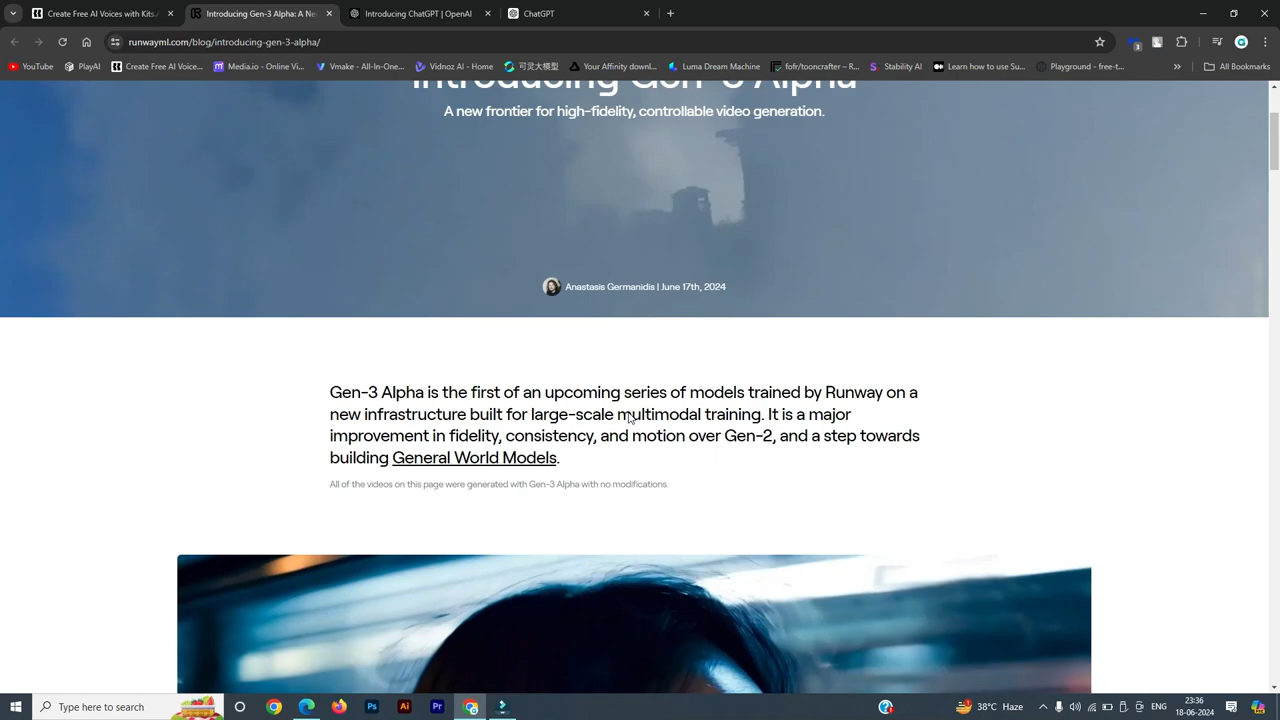 Create Free AI Voices with Kits.
Introducing Gen-3 Alpha: A Ne
Introducing ChatGPT | OpenAI
ChatGPT
runwayml.com/blog/introducing-gen-3-alpha/
3
a
YouTube
PlayAI
Create Free AI Voice...
Media.io - Online Vi...
Vmake - All-In-One...
Vidnoz AI - Home
可灵大模型
Your Affinity downl...
Luma Dream Machine
fofr/tooncrafter – R...
Stability AI
Learn how to use Su...
Playground - free-t...
All Bookmarks
Introducing Gen-3 Alpha
A new frontier for high-fidelity, controllable video generation.
Anastasis Germanidis | June 17th, 2024
Gen-3 Alpha is the first of an upcoming series of models trained by Runway on a
new infrastructure built for large-scale multimodal training. It is a major
improvement in fidelity, consistency, and motion over Gen-2, and a step towards
building General World Models.
All of the videos on this page were generated with Gen-3 Alpha with no modifications.
Type here to search
Ps
Ai
Pr
38°C Haze
ENG
23:36
18-06-2024